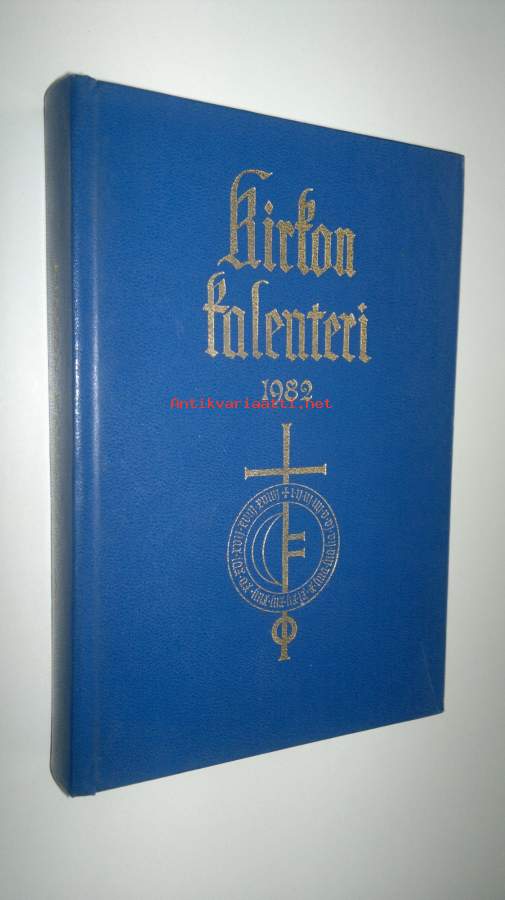 Kirkon
kalenteri
1982
Antikvariaatti.net